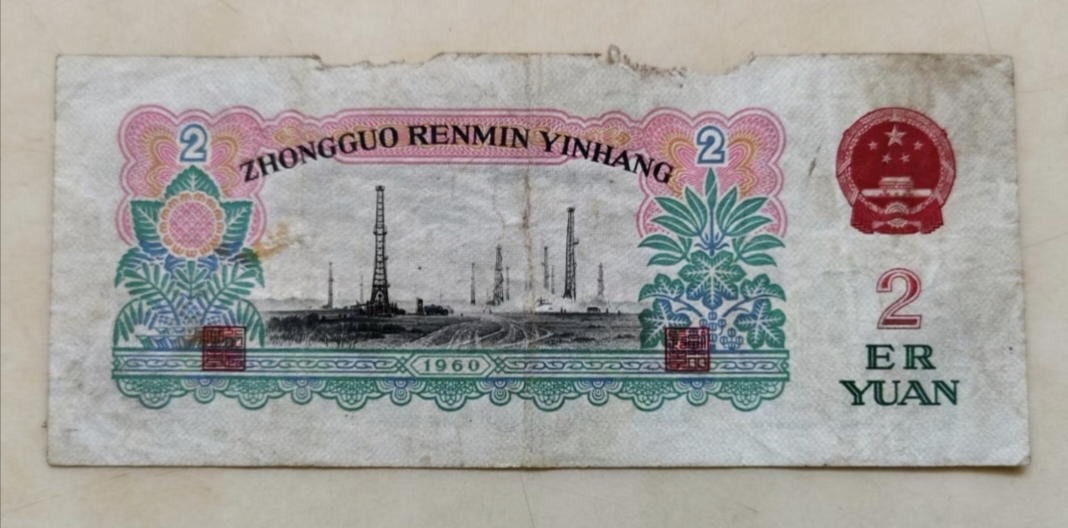 2
2
ZHONGGUO RENMIN YINHANG
1960
2
ER
YUAN